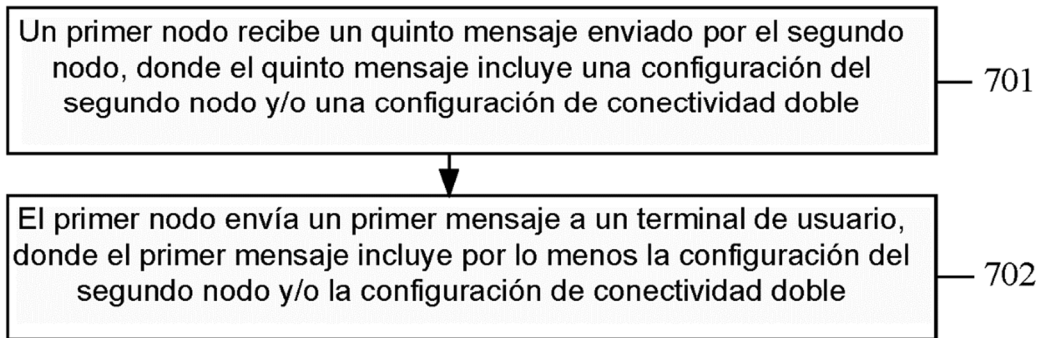 Un primer nodo recibe un quinto mensaje enviado por el segundo
nodo, donde el quinto mensaje incluye una configuración del
segundo nodo y/o una configuración de conectividad doble
701
El primer nodo envía un primer mensaje a un terminal de usuario,
donde el primer mensaje incluye por lo menos la configuración del
segundo nodo y/o la configuración de conectividad doble
702